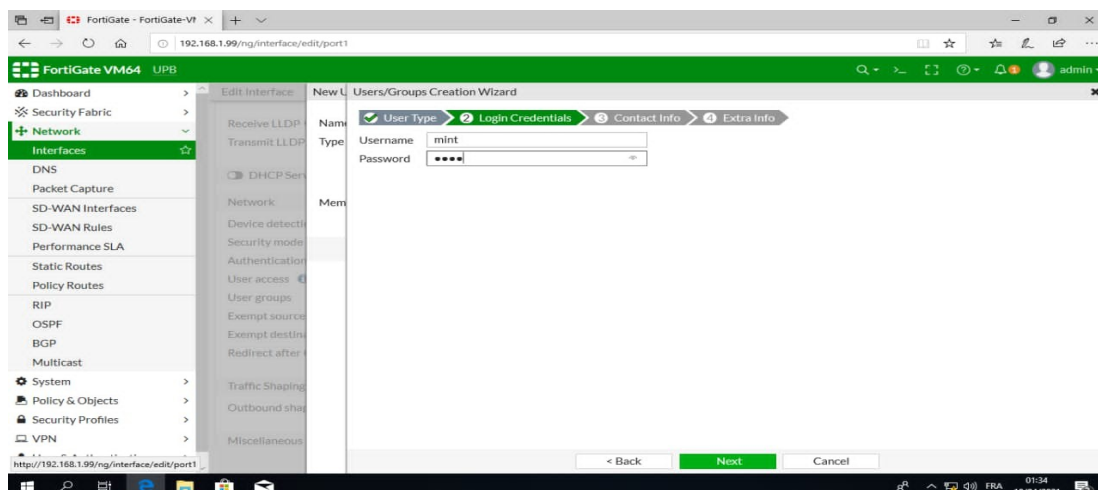 FortiGate - FortiGate-VM
192.168.1.99/ng/interface/edit/port1
FortiGate VM64 UPB
admin
Dashboard
Security Fabric
Network
Interfaces
DNS
Packet Capture
SD-WAN Interfaces
SD-WAN Rules
Performance SLA
Static Routes
Policy Routes
RIP
OSPF
BGP
Multicast
System
Policy & Objects
Security Profiles
VPN
http://192.168.1.99/ng/interface/edit/port1
Edit Interface
Receive LLDP
Transmit LLDP
DHCP Serv
Network
Device detecti
Security mode
Authentication
User access
User groups
Exempt source
Exempt destina
Redirect after
Traffic Shaping
Outbound shap
Miscellaneous
New U
Name
Type
Mem
Users/Groups Creation Wizard
User Type 2 Login Credentials 3 Contact Info 4 Extra Info
Username mint
Password ••••
< Back Next Cancel
FRA 01:34